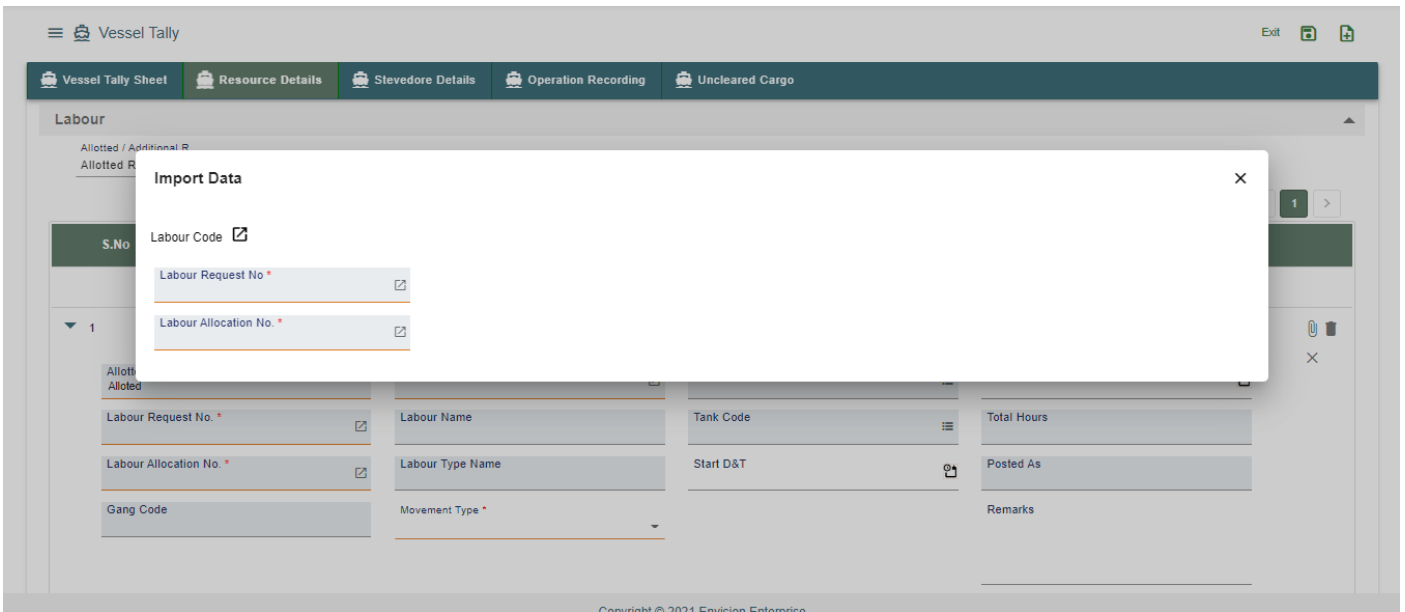 Vessel Tally
Exit
Vessel Tally Sheet
Resource Details
Stevedore Details
Operation Recording
Uncleared Cargo
Labour
Allotted / Additional R
Allotted R
Import Data
1
S.No
Labour Code
Labour Request No *
Labour Allocation No. *
1
Allott
Alloted
Labour Request No. *
Labour Name
Tank Code
Total Hours
Labour Allocation No. *
Labour Type Name
Start D&T
Posted As
Gang Code
Movement Type *
Remarks
Copyright © 2021 Envision Enterprise